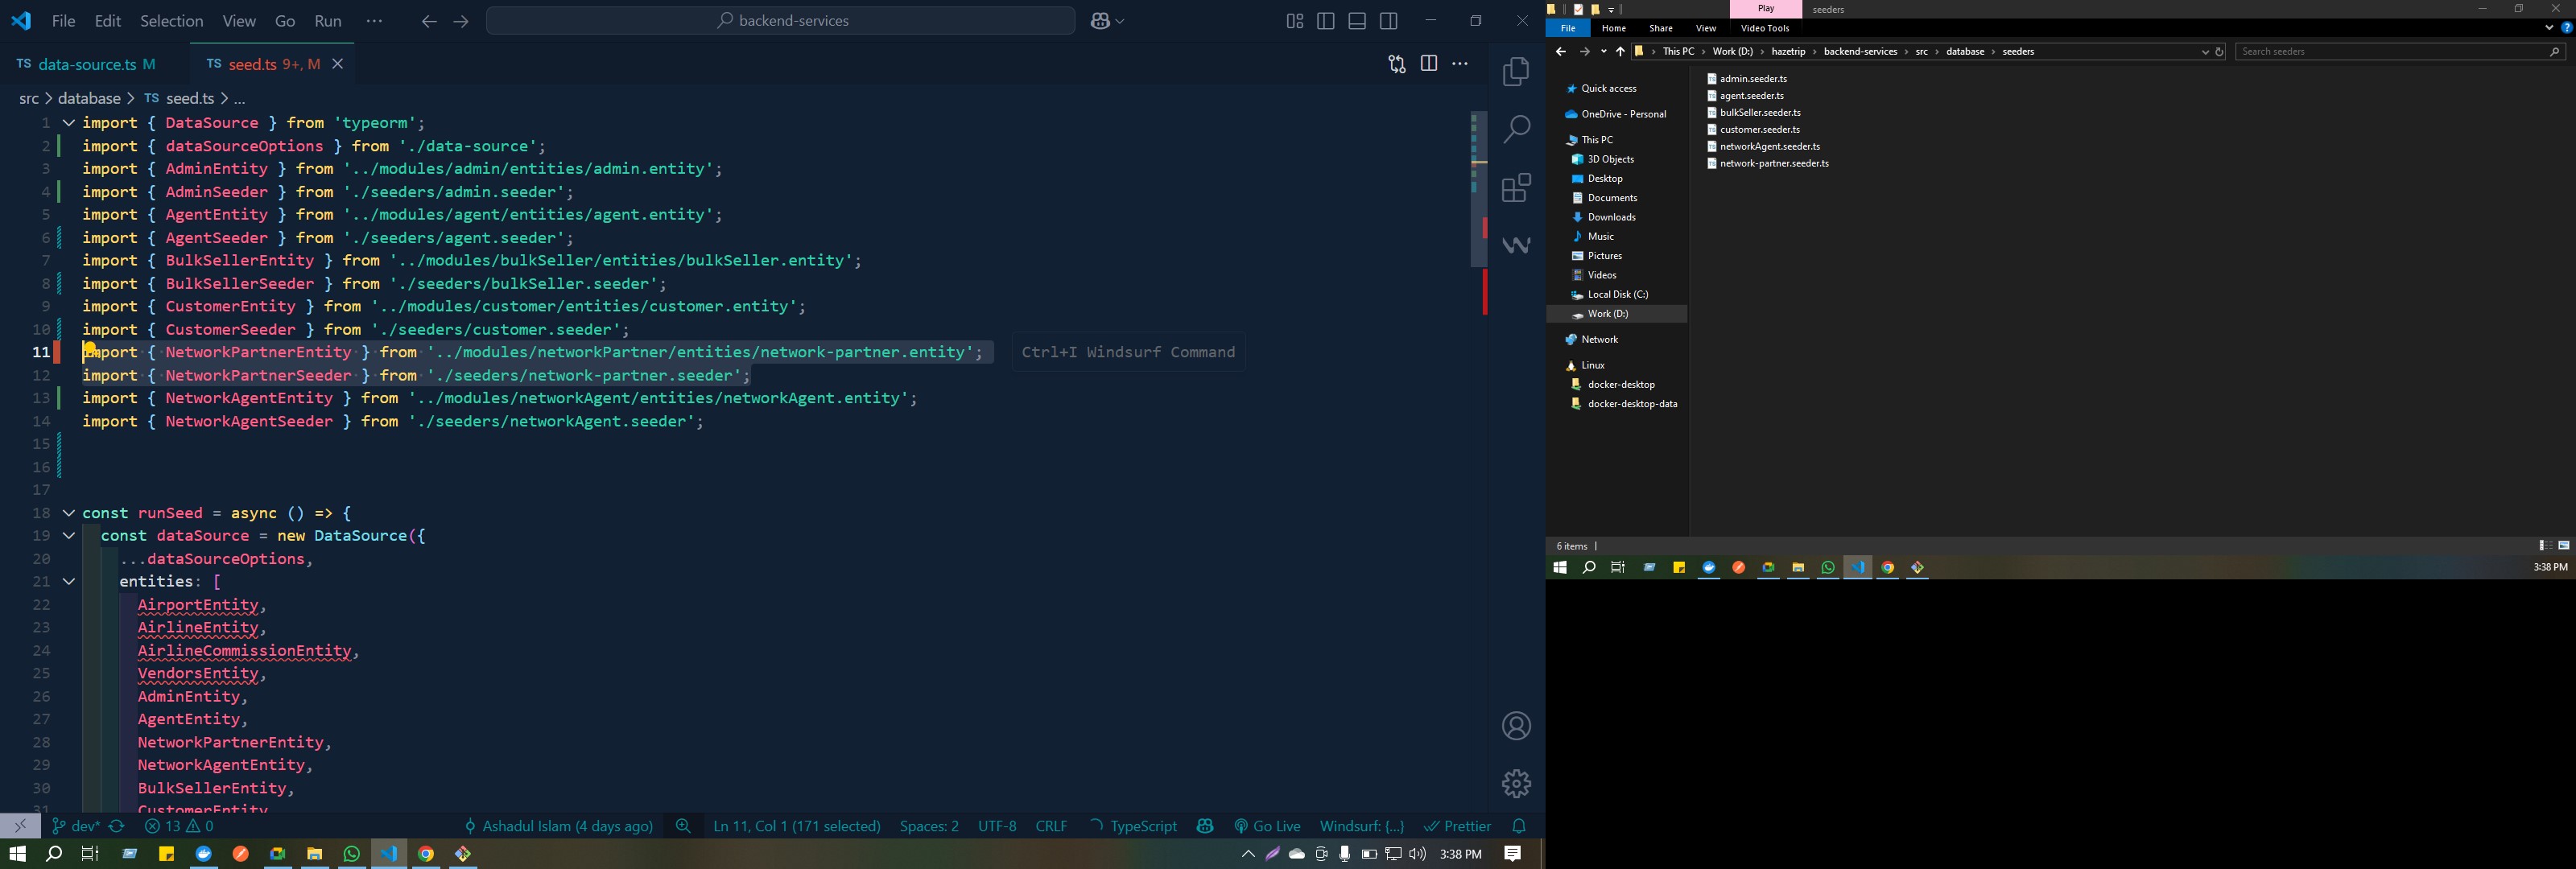 File Edit Selection View Go Run ··· backend-services
TS data-source.ts M TS seed.ts 9+, M
src > database > TS seed.ts > ...
1 import { DataSource } from 'typeorm';
2 import { dataSourceOptions } from './data-source';
3 import { AdminEntity } from '../modules/admin/entities/admin.entity';
4 import { AdminSeeder } from './seeders/admin.seeder';
5 import { AgentEntity } from '../modules/agent/entities/agent.entity';
6 import { AgentSeeder } from './seeders/agent.seeder';
7 import { BulkSellerEntity } from '../modules/bulkSeller/entities/bulkSeller.entity';
8 import { BulkSellerSeeder } from './seeders/bulkSeller.seeder';
9 import { CustomerEntity } from '../modules/customer/entities/customer.entity';
10 import { CustomerSeeder } from './seeders/customer.seeder';
11 import { NetworkPartnerEntity } from '../modules/networkPartner/entities/network-partner.entity'; Ctrl+I Windsurf Command
12 import { NetworkPartnerSeeder } from './seeders/network-partner.seeder';
13 import { NetworkAgentEntity } from '../modules/networkAgent/entities/networkAgent.entity';
14 import { NetworkAgentSeeder } from './seeders/networkAgent.seeder';
15
16
17
18 const runSeed = async () => {
19 const dataSource = new DataSource({
20 ...dataSourceOptions,
21 entities: [
22 AirportEntity,
23 AirlineEntity,
24 AirlineCommissionEntity,
25 VendorsEntity,
26 AdminEntity,
27 AgentEntity,
28 NetworkPartnerEntity,
29 NetworkAgentEntity,
30 BulkSellerEntity,
31 CustomerEntity
dev* 13 0 Ashadul Islam (4 days ago) Ln 11, Col 1 (171 selected) Spaces: 2 UTF-8 CRLF TypeScript Go Live Windsurf: {...} Prettier
3:38 PM
Play seeders
File Home Share View Video Tools
This PC > Work (D:) > hazetrip > backend-services > src > database > seeders Search seeders
Quick access
OneDrive - Personal
This PC
3D Objects
Desktop
Documents
Downloads
Music
Pictures
Videos
Local Disk (C:)
Work (D:)
Network
Linux
docker-desktop
docker-desktop-data
admin.seeder.ts
agent.seeder.ts
bulkSeller.seeder.ts
customer.seeder.ts
networkAgent.seeder.ts
network-partner.seeder.ts
6 items
3:38 PM